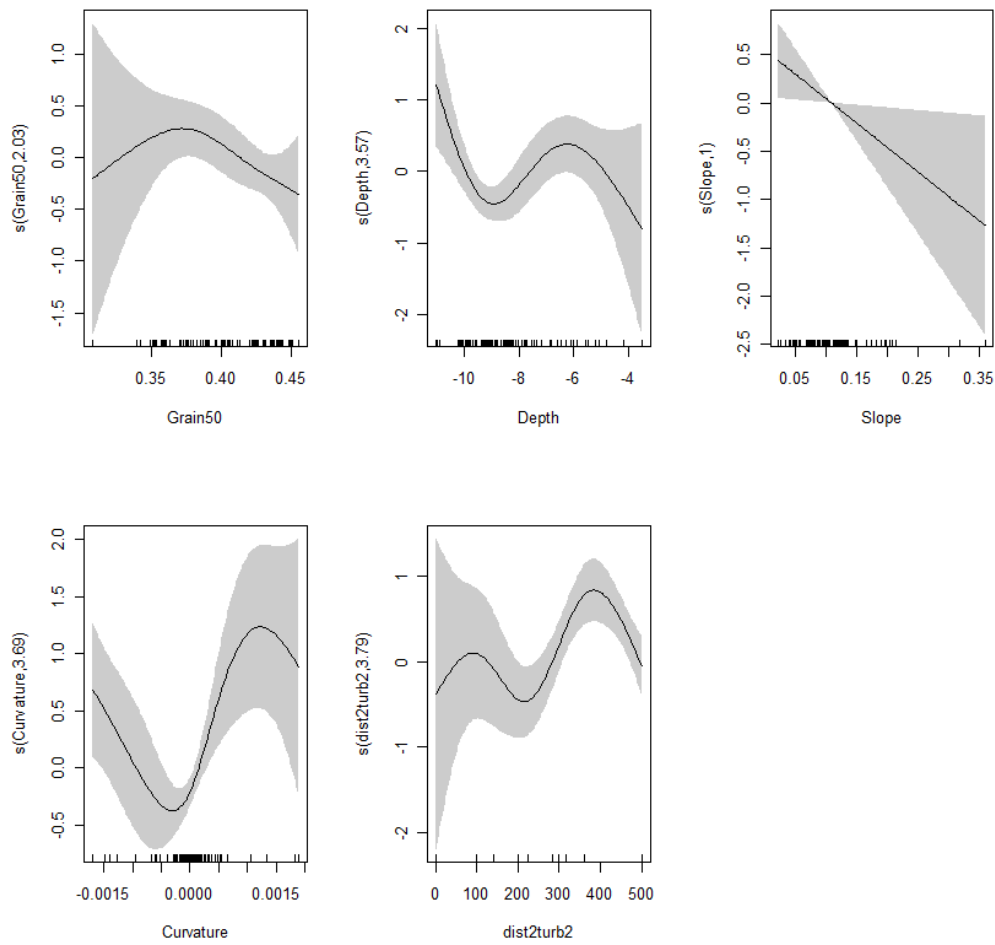 s(Grain50,2.03)
1.0
0.5
0.0
-0.5
-1.0
-1.5
0.35 0.40 0.45
Grain50
s(Depth,3.57)
2
1
0
-1
-2
-10 -8 -6 -4
Depth
s(Slope,1)
0.5
0.0
-0.5
-1.0
-1.5
-2.0
-2.5
0.05 0.15 0.25 0.35
Slope
s(Curvature,3.69)
2.0
1.5
1.0
0.5
0.0
-0.5
-0.0015 0.0000 0.0015
Curvature
s(dist2turb2,3.79)
1
0
-1
-2
0 100 200 300 400 500
dist2turb2